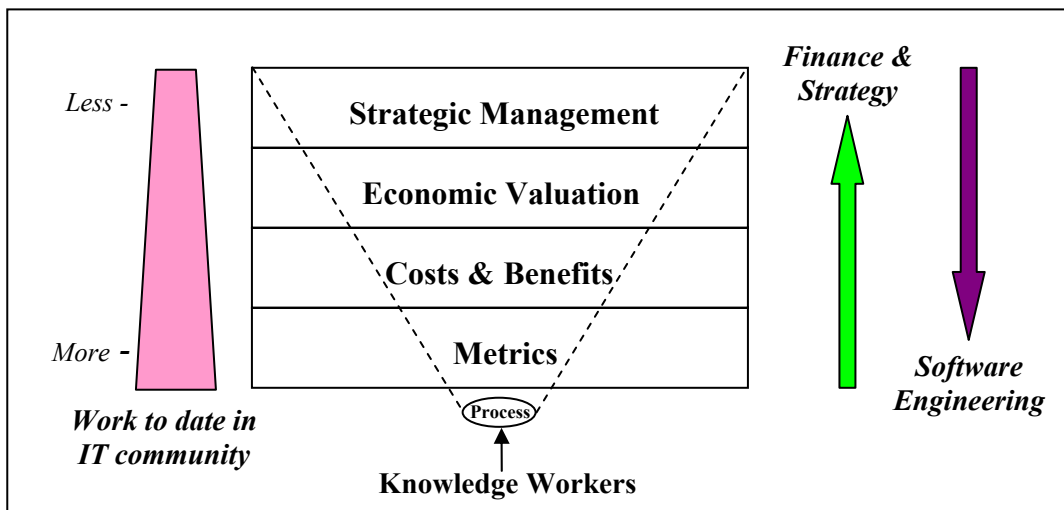 Less -
More -
Work to date in
IT community
Strategic Management
Economic Valuation
Costs & Benefits
Metrics
Process
Knowledge Workers
Finance &
Strategy
Software
Engineering